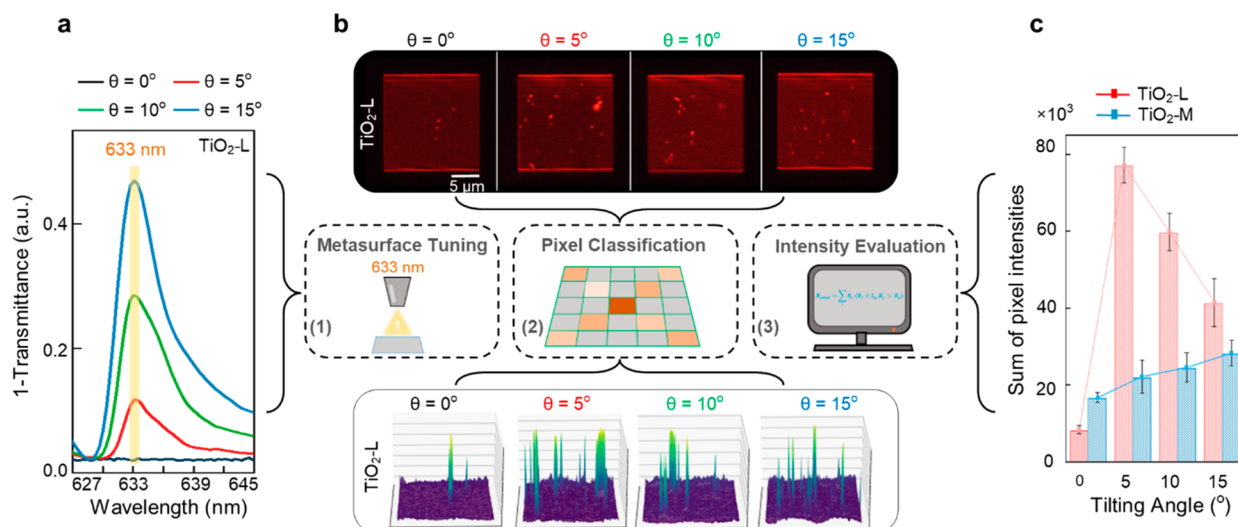 a
θ = 0°
θ = 5°
θ = 10°
θ = 15°
TiO₂-L
633 nm
1-Transmittance (a.u.)
0.4
0.2
0.0
627
633
639
645
Wavelength (nm)
b
θ = 0°
θ = 5°
θ = 10°
θ = 15°
TiO₂-L
5 μm
Metasurface Tuning
633 nm
(1)
Pixel Classification
(2)
Intensity Evaluation
(3)
θ = 0°
θ = 5°
θ = 10°
θ = 15°
TiO₂-L
c
TiO₂-L
TiO₂-M
×10³
Sum of pixel intensities
80
60
40
20
0
0
5
10
15
Tilting Angle (°)